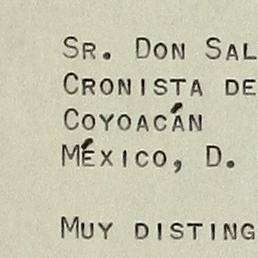 Sr. Don Sal
Cronista de
Coyoacán
México, D.
Muy disting